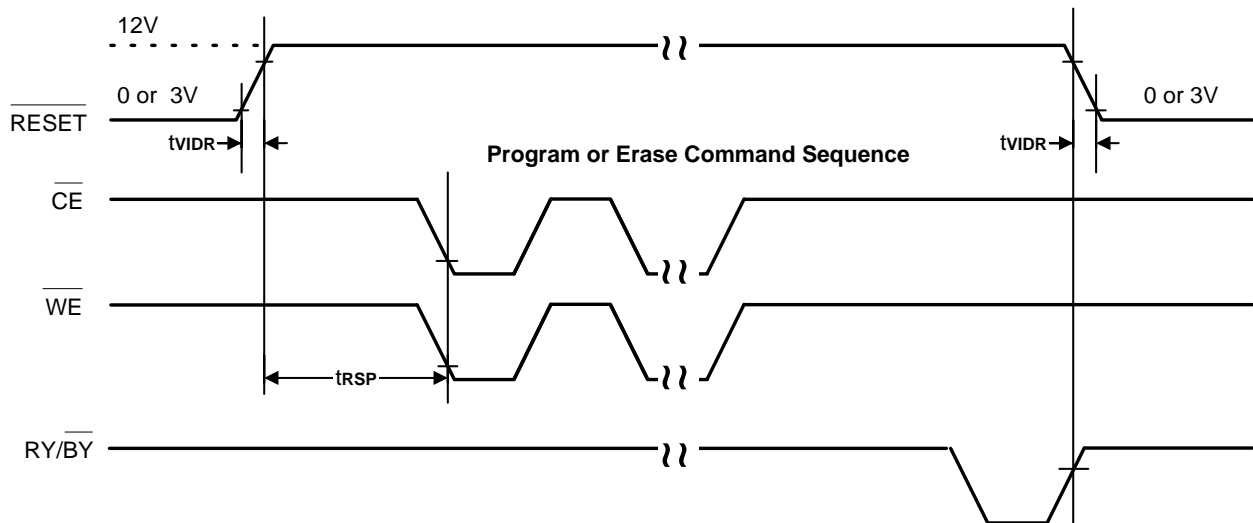 12V
0 or 3V
0 or 3V
RESET
tVIDR
tVIDR
Program or Erase Command Sequence
CE
WE
tRSP
RY/BY